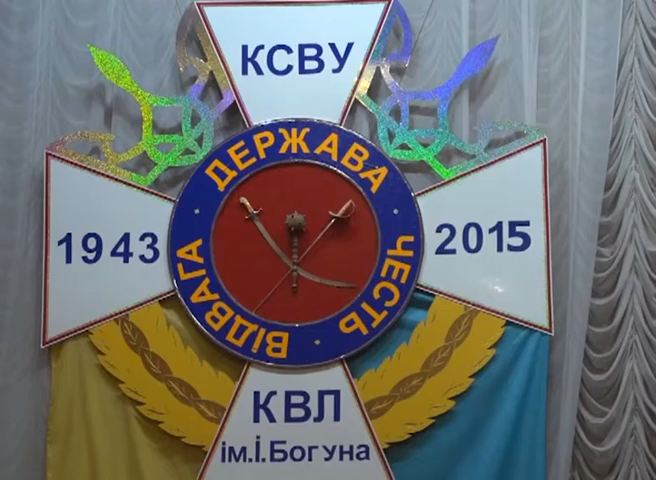 КСВУ
ДЕРЖАВА
ЧЕСТЬ
ВІДВАГА
1943
2015
КВЛ
ім.І.Богуна